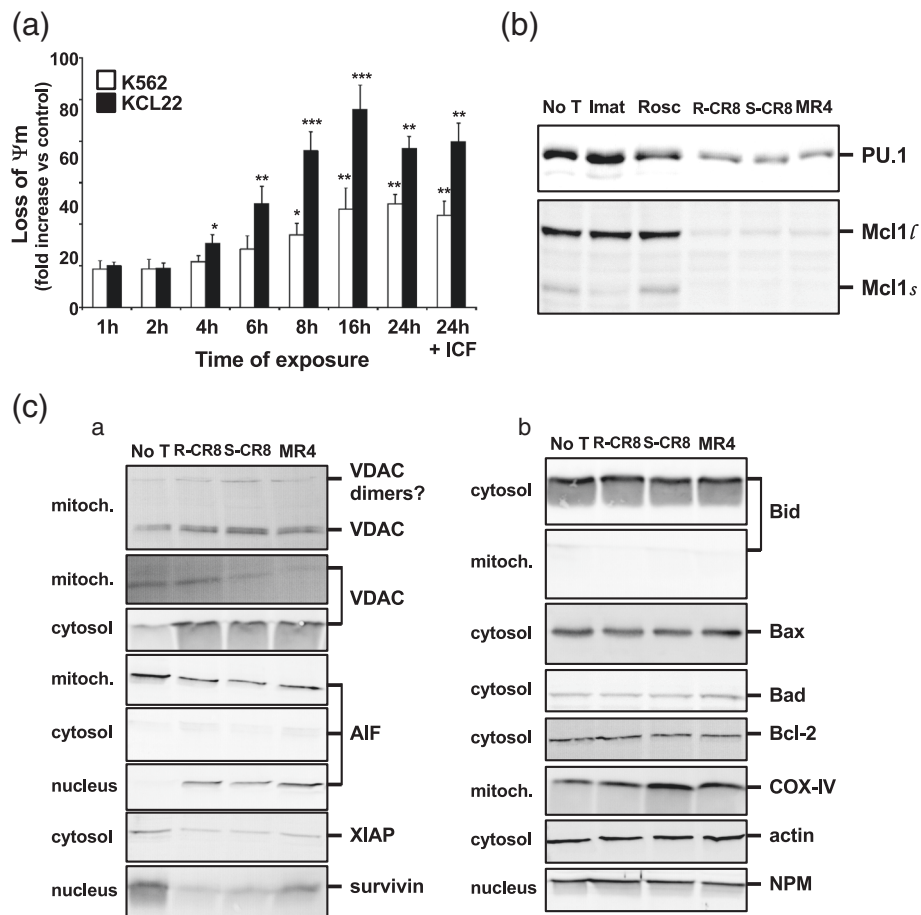 (a)
100
80
60
40
20
0
Loss of Ψm
(fold increase vs control)
K562
KCL22
* ** *** *** ** **
* ** ** **
1h 2h 4h 6h 8h 16h 24h 24h
+ ICF
Time of exposure
(b)
No T Imat Rosc R-CR8 S-CR8 MR4
PU.1
Mcl1ℓ
Mcl1s
(c)
a
No T R-CR8 S-CR8 MR4
mitoch.
VDAC
dimers?
VDAC
mitoch.
VDAC
cytosol
mitoch.
cytosol
AIF
nucleus
cytosol
XIAP
nucleus
survivin
b
No T R-CR8 S-CR8 MR4
cytosol
Bid
mitoch.
cytosol
Bax
cytosol
Bad
cytosol
Bcl-2
mitoch.
COX-IV
cytosol
actin
nucleus
NPM